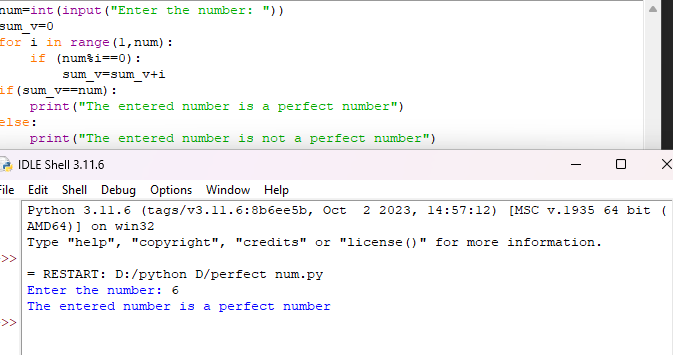 num=int(input("Enter the number: "))
sum_v=0
for i in range(1,num):
    if (num%i==0):
        sum_v=sum_v+i
if(sum_v==num):
    print("The entered number is a perfect number")
else:
    print("The entered number is not a perfect number")
IDLE Shell 3.11.6
File Edit Shell Debug Options Window Help
Python 3.11.6 (tags/v3.11.6:8b6ee5b, Oct  2 2023, 14:57:12) [MSC v.1935 64 bit (
AMD64)] on win32
Type "help", "copyright", "credits" or "license()" for more information.
>>
= RESTART: D:/python D/perfect num.py
Enter the number: 6
The entered number is a perfect number
>>